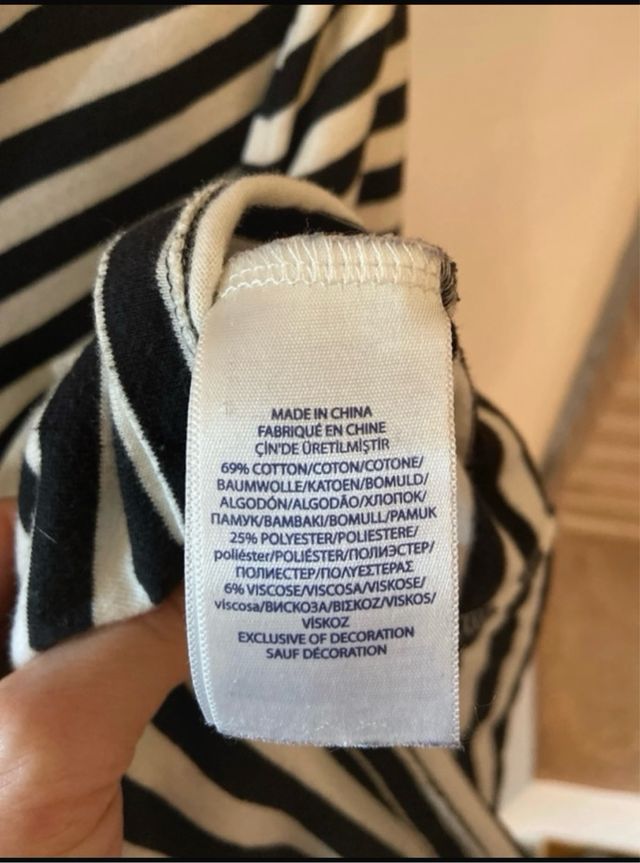 MADE IN CHINA
FABRIQUÉ EN CHINE
ÇİN'DE ÜRETİLMİŞTİR
69% COTTON/COTON/COTONE/
BAUMWOLLE/KATOEN/BOMULD/
ALGODÓN/ALGODÃO/ХЛОПОК/
ПАМУК/ΒΑΜΒΑΚΙ/BOMULL/PAMUK
25% POLYESTER/POLIESTERE/
poliéster/POLIÉSTER/ПОЛИЭСТЕР/
ПОЛИЕСТЕР/ΠΟΛΥΕΣΤΕΡΑΣ
6% VISCOSE/VISCOSA/VISKOSE/
viscosa/ВИСКОЗА/ΒΙΣΚΟΖ/VISKOS/
VİSKOZ
EXCLUSIVE OF DECORATION
SAUF DÉCORATION